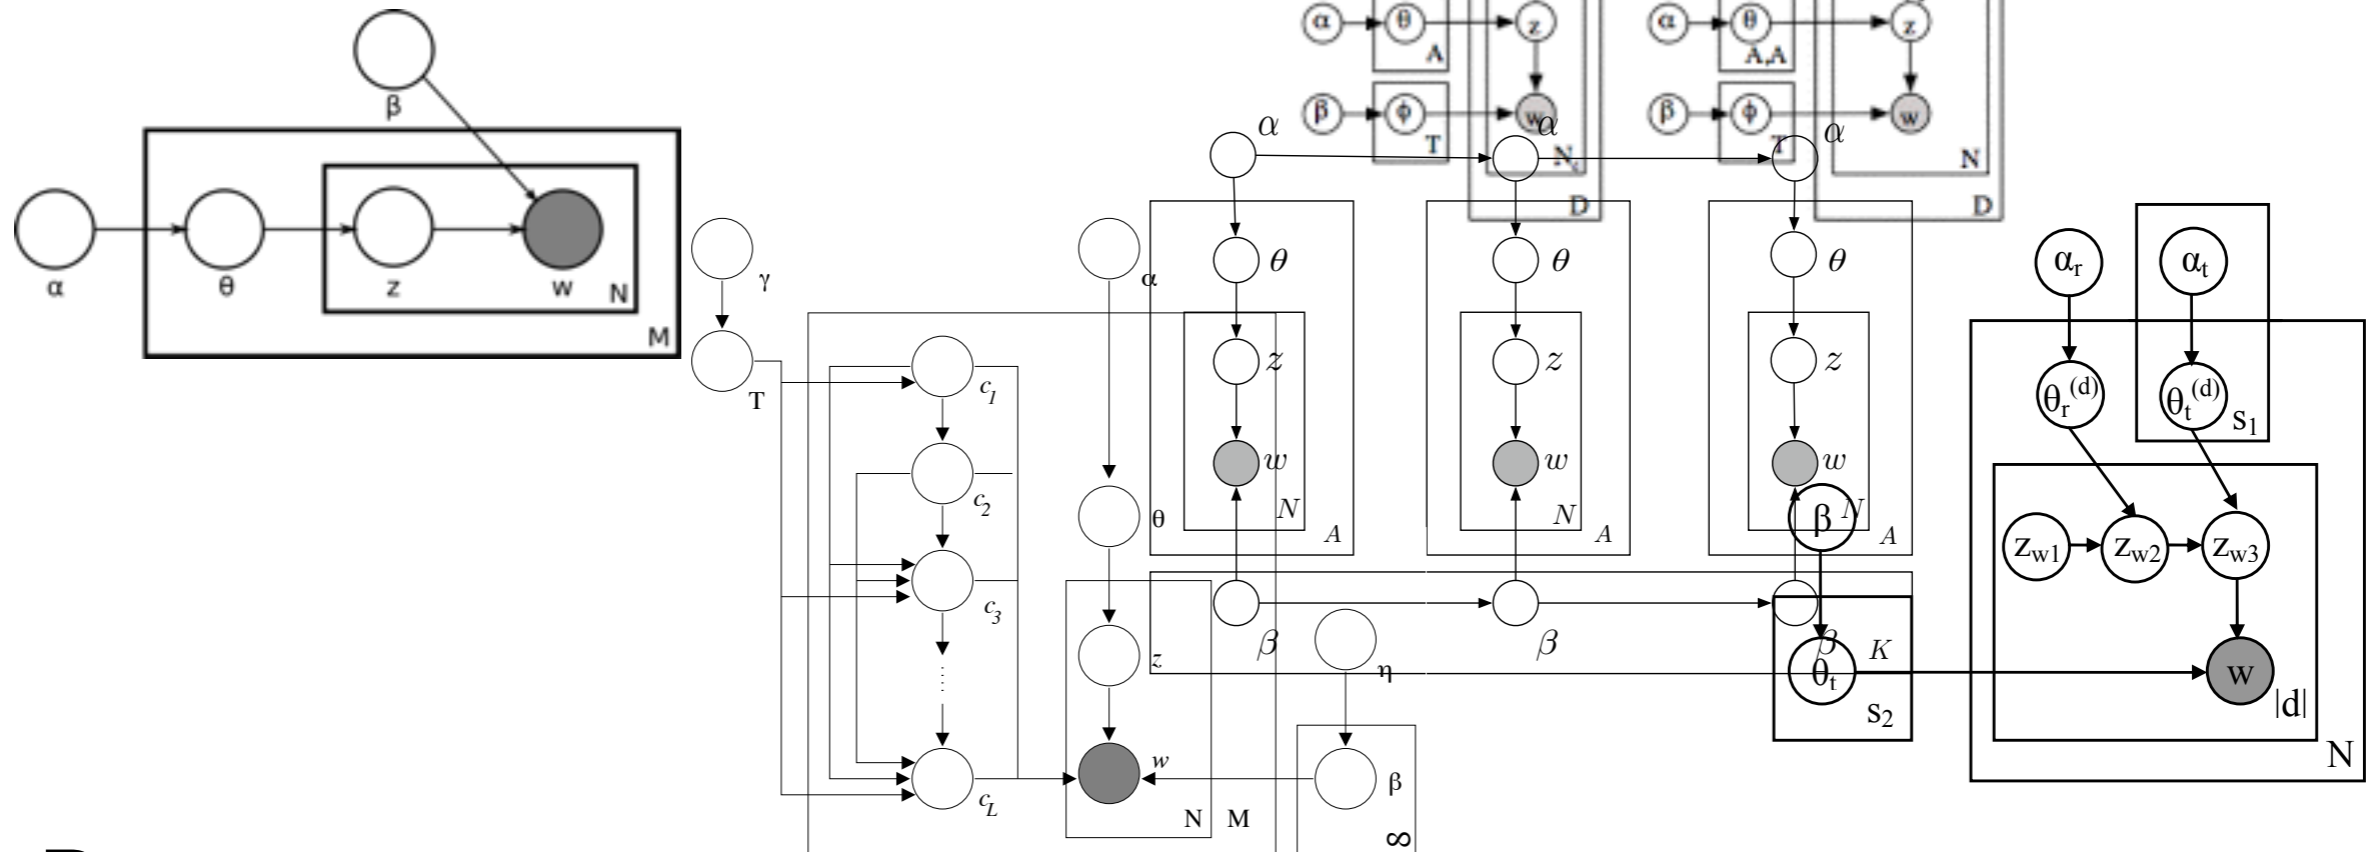 α θ z
A
β ϕ w
T
N
D
α θ z
A,A
β ϕ w
T
N
D
β
α θ z w N
M
γ
T
c1
c2
c3
cL
α
θ
z
w
N M
η
β
∞
α α α
θ θ θ
z z z
w w w
N N N
A A A
β β β
K
αr αt
θr(d) θt(d) S1
β
zw1 zw2 zw3
θt w
S2 |d|
N